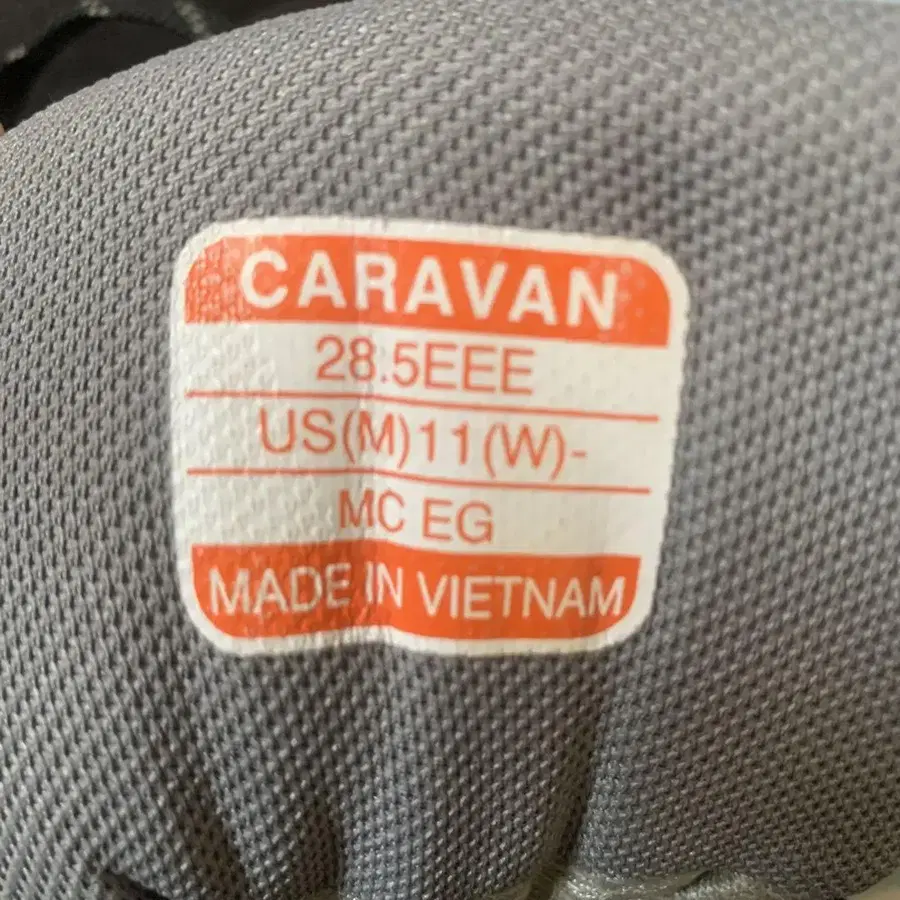 CARAVAN
28.5EEE
US(M)11(W)-
MC EG
MADE IN VIETNAM